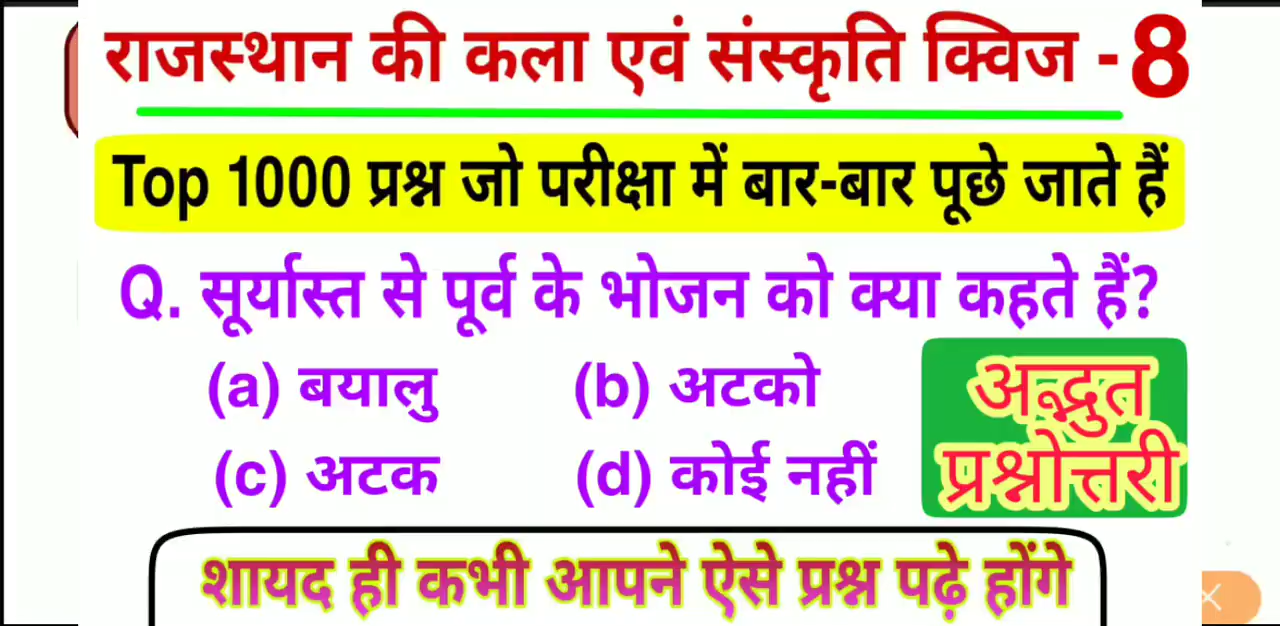 राजस्थान की कला एवं संस्कृति क्विज -8
Top 1000 प्रश्न जो परीक्षा में बार-बार पूछे जाते हैं
Q. सूर्यास्त से पूर्व के भोजन को क्या कहते हैं?
(a) बयालु (b) अटको
(c) अटक (d) कोई नहीं
अद्भुत
प्रश्नोत्तरी
शायद ही कभी आपने ऐसे प्रश्न पढ़े होंगे